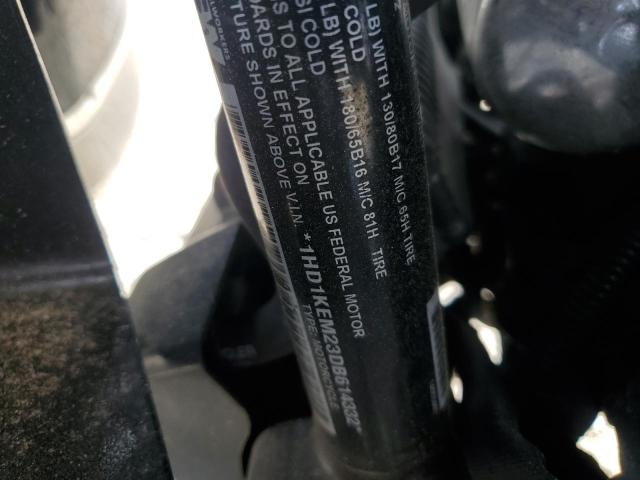 LB) WITH 130/80B17 M/C 65H TIRE
COLD
LB) WITH 180/65B16 M/C 81H TIRE
SI COLD
S TO ALL APPLICABLE US FEDERAL MOTOR
DARDS IN EFFECT ON
TURE SHOWN ABOVE V.I.N. *1HD1KEM23DB614332*
TYPE: MOTORCYCLE